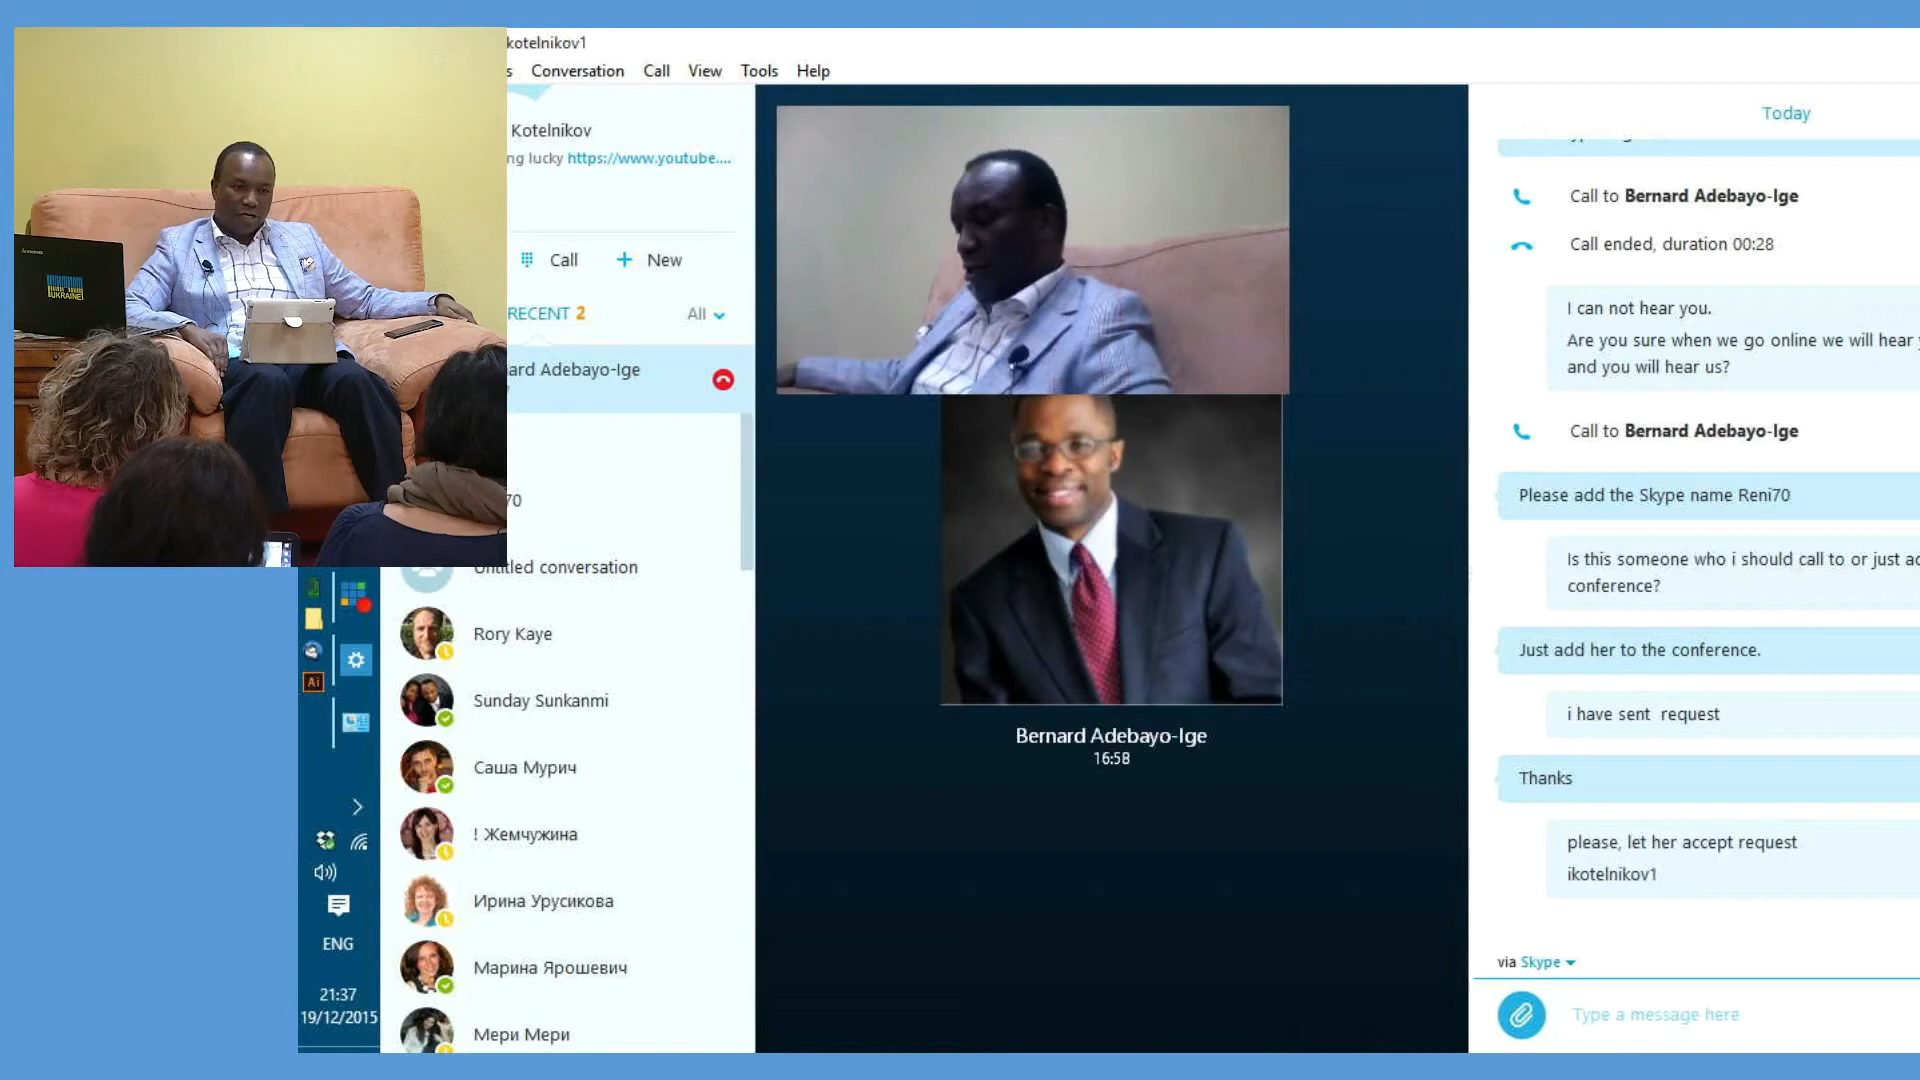 kotelnikov1
Conversation Call View Tools Help
Kotelnikov
https://www.youtube....
Call
New
RECENT 2
All
Adebayo-Ige
70
Untitled conversation
Rory Kaye
Sunday Sunkanmi
Саша Мурич
! Жемчужина
Ирина Урусикова
Марина Ярошевич
Мери Мери
lenovo
UKRAINE
Ai
ENG
21:37
19/12/2015
Bernard Adebayo-Ige
16:58
Today
Call to Bernard Adebayo-Ige
Call ended, duration 00:28
I can not hear you.
Are you sure when we go online we will hear
and you will hear us?
Call to Bernard Adebayo-Ige
Please add the Skype name Reni70
Is this someone who i should call to or just
conference?
Just add her to the conference.
i have sent request
Thanks
please, let her accept request
ikotelnikov1
via Skype
Type a message here